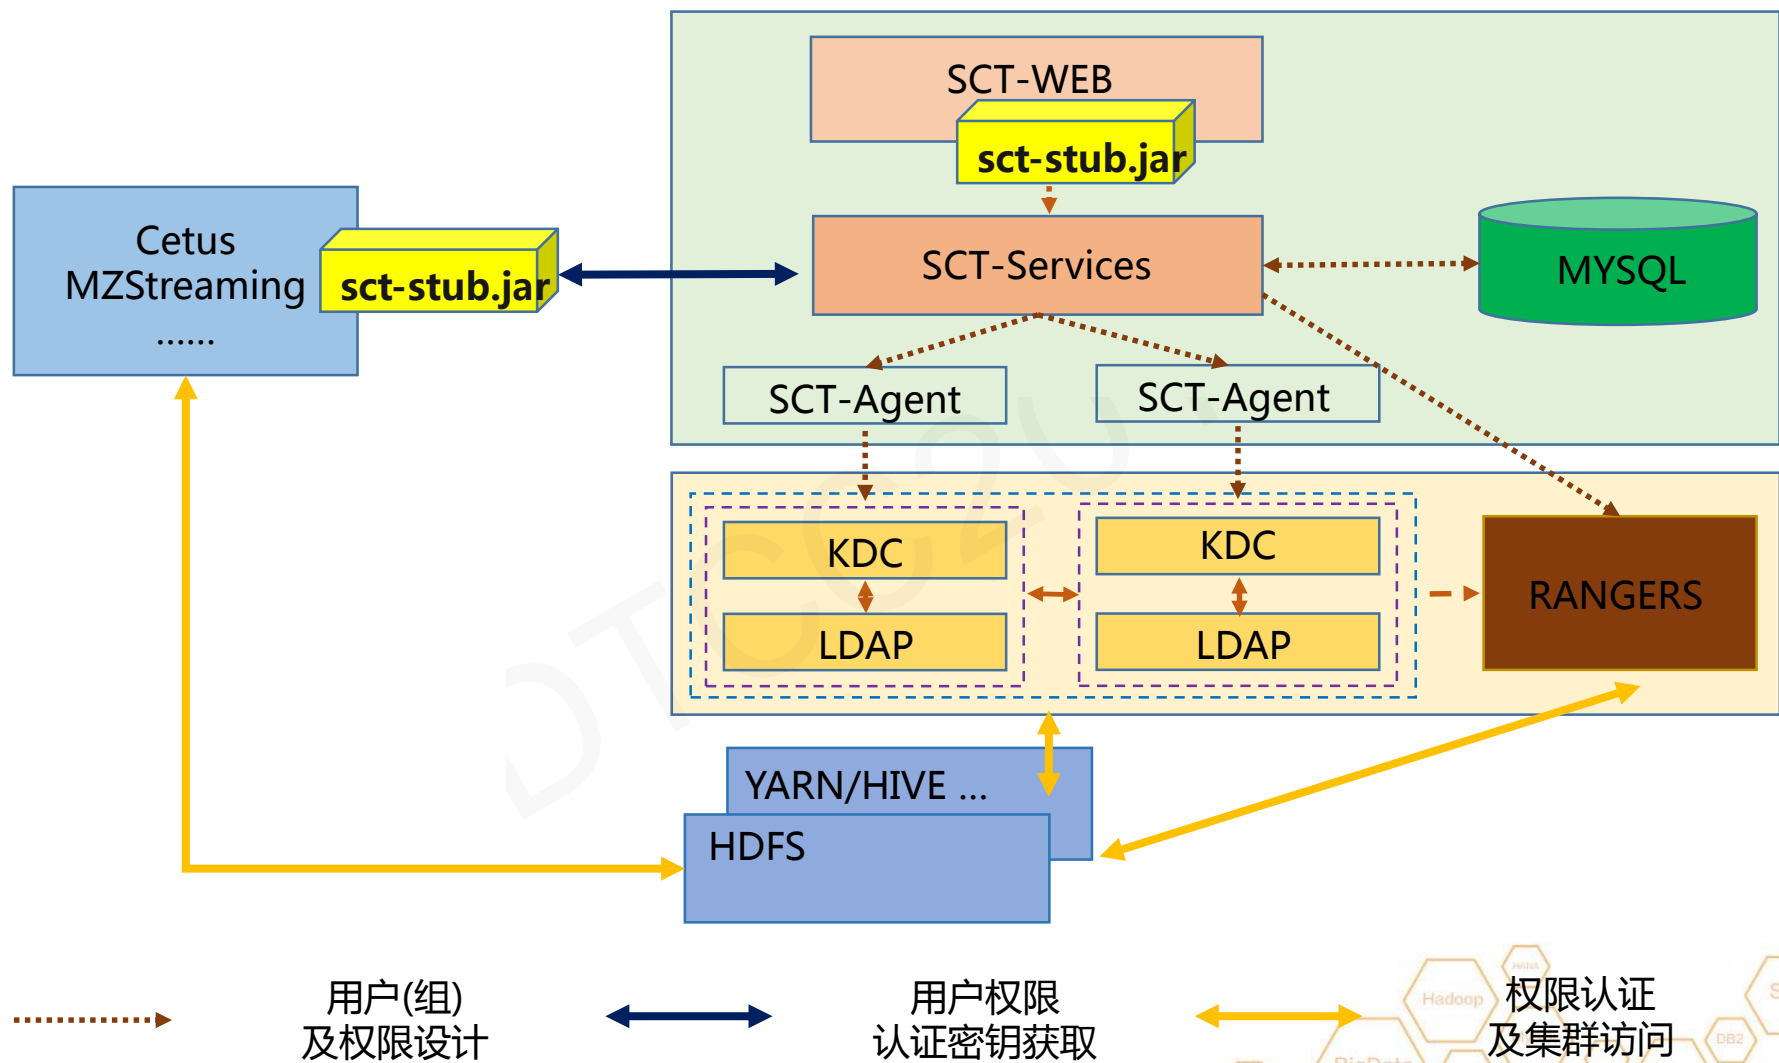 SCT-WEB
sct-stub.jar
Cetus
MZStreaming
......
sct-stub.jar
SCT-Services
MYSQL
SCT-Agent
SCT-Agent
KDC
KDC
LDAP
LDAP
RANGERS
YARN/HIVE ...
HDFS
用户(组)
及权限设计
用户权限
认证密钥获取
权限认证
及集群访问
Hadoop
HANA
DB2